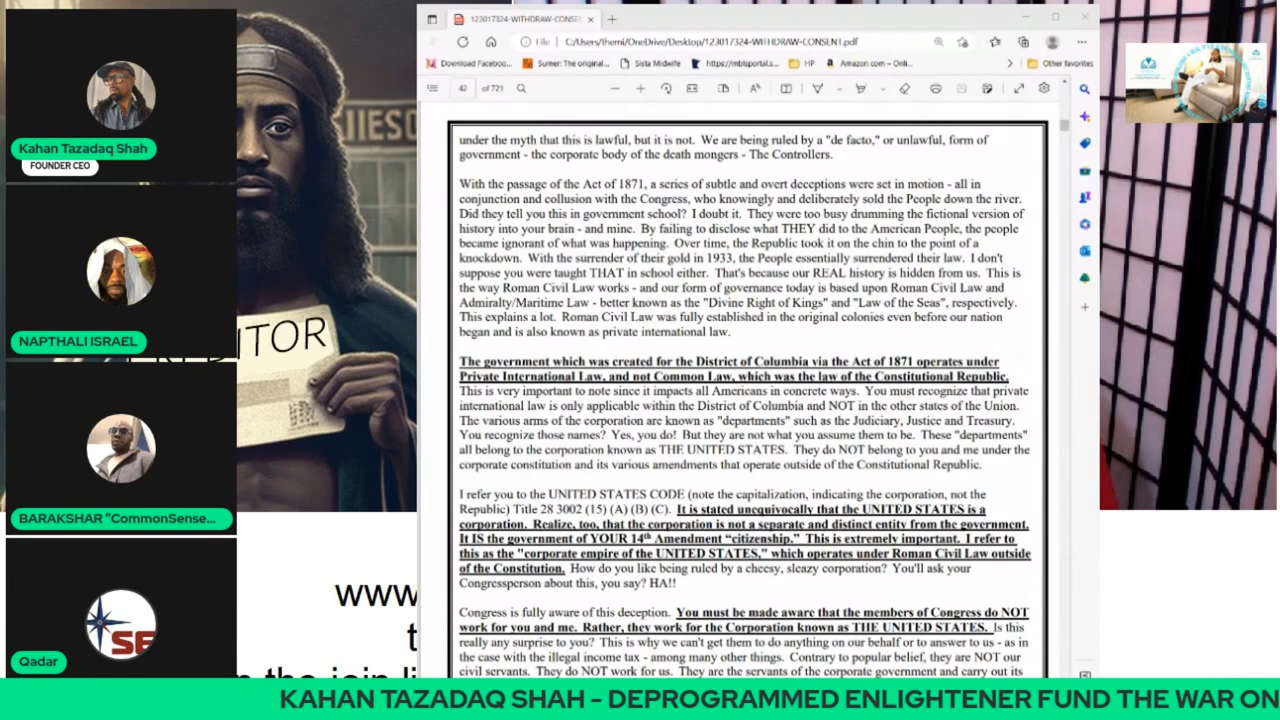 Kahan Tazadaq Shah
FOUNDER CEO
NAPTHALI ISRAEL
BARAKSHAR "CommonSense...
Qadar
SE
123017324-WITHDRAW-CONSE
File
C:/Users/themi/OneDrive/Desktop/123017324-WITHDRAW-CONSENT.pdf
Download Faceboo...
Sumer: The original...
Sista Midwife
https://mblsportal.s...
HP
Amazon.com – Onli...
Other favorites
42 of 721
under the myth that this is lawful, but it is not. We are being ruled by a "de facto," or unlawful, form of
government - the corporate body of the death mongers - The Controllers.
With the passage of the Act of 1871, a series of subtle and overt deceptions were set in motion - all in
conjunction and collusion with the Congress, who knowingly and deliberately sold the People down the river.
Did they tell you this in government school? I doubt it. They were too busy drumming the fictional version of
history into your brain - and mine. By failing to disclose what THEY did to the American People, the people
became ignorant of what was happening. Over time, the Republic took it on the chin to the point of a
knockdown. With the surrender of their gold in 1933, the People essentially surrendered their law. I don't
suppose you were taught THAT in school either. That's because our REAL history is hidden from us. This is
the way Roman Civil Law works - and our form of governance today is based upon Roman Civil Law and
Admiralty/Maritime Law - better known as the "Divine Right of Kings" and "Law of the Seas", respectively.
This explains a lot. Roman Civil Law was fully established in the original colonies even before our nation
began and is also known as private international law.
The government which was created for the District of Columbia via the Act of 1871 operates under
Private International Law, and not Common Law, which was the law of the Constitutional Republic.
This is very important to note since it impacts all Americans in concrete ways. You must recognize that private
international law is only applicable within the District of Columbia and NOT in the other states of the Union.
The various arms of the corporation are known as "departments" such as the Judiciary, Justice and Treasury.
You recognize those names? Yes, you do! But they are not what you assume them to be. These "departments"
all belong to the corporation known as THE UNITED STATES. They do NOT belong to you and me under the
corporate constitution and its various amendments that operate outside of the Constitutional Republic.
I refer you to the UNITED STATES CODE (note the capitalization, indicating the corporation, not the
Republic) Title 28 3002 (15) (A) (B) (C). It is stated unequivocally that the UNITED STATES is a
corporation. Realize, too, that the corporation is not a separate and distinct entity from the government.
It IS the government of YOUR 14th Amendment “citizenship.” This is extremely important. I refer to
this as the "corporate empire of the UNITED STATES," which operates under Roman Civil Law outside
of the Constitution. How do you like being ruled by a cheesy, sleazy corporation? You'll ask your
Congressperson about this, you say? HA!!
Congress is fully aware of this deception. You must be made aware that the members of Congress do NOT
work for you and me. Rather, they work for the Corporation known as THE UNITED STATES. Is this
really any surprise to you? This is why we can't get them to do anything on our behalf or to answer to us - as in
the case with the illegal income tax - among many other things. Contrary to popular belief, they are NOT our
civil servants. They do NOT work for us. They are the servants of the corporate government and carry out its
www
KAHAN TAZADAQ SHAH - DEPROGRAMMED ENLIGHTENER FUND THE WAR ON